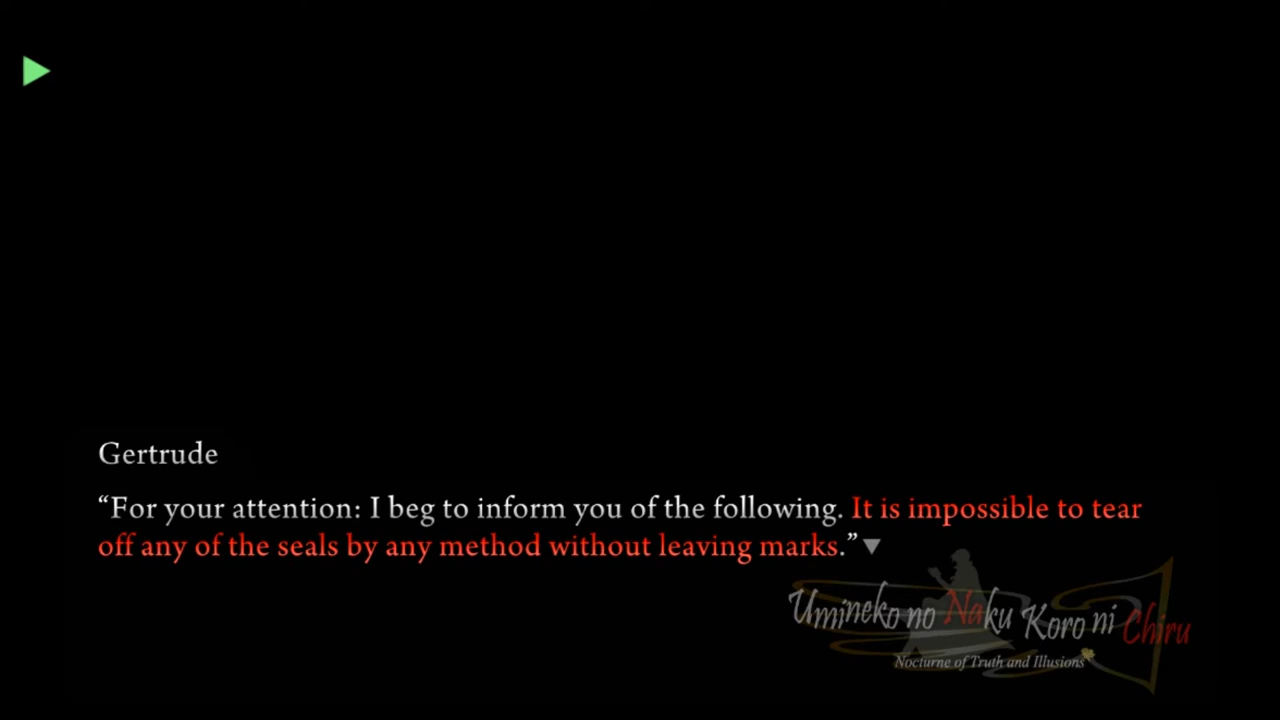 Gertrude
“For your attention: I beg to inform you of the following. It is impossible to tear
off any of the seals by any method without leaving marks.”
Umineko no Naku Koro ni Chiru
Nocturne of Truth and Illusions